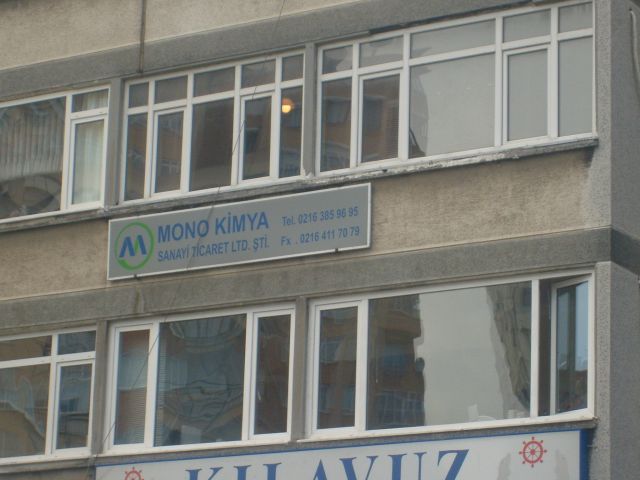 M MONO KİMYA
SANAYİ TİCARET LTD. ŞTİ.
Tel. 0216 385 96 95
Fx . 0216 411 70 79
KILAVUZ